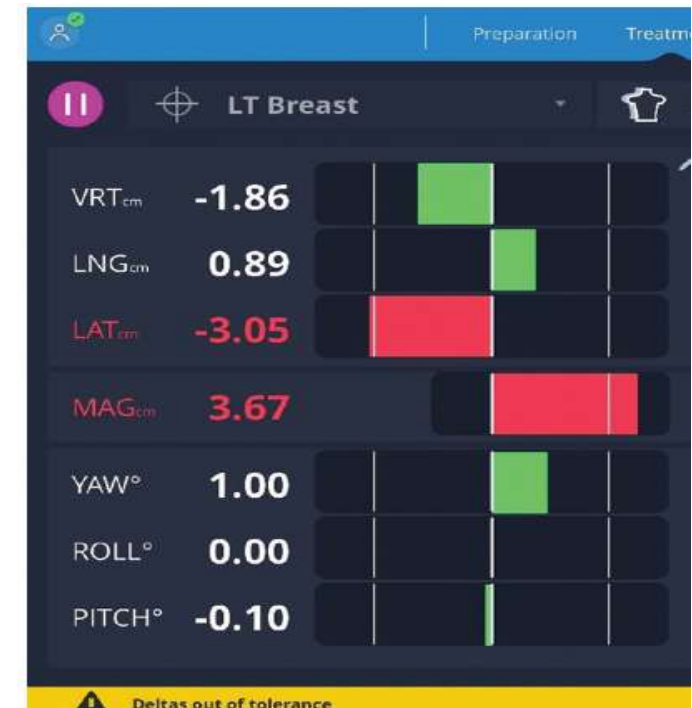 Preparation Treatme
LT Breast
VRTcm -1.86
LNGcm 0.89
LATcm -3.05
MAGcm 3.67
YAW° 1.00
ROLL° 0.00
PITCH° -0.10
Deltas out of tolerance